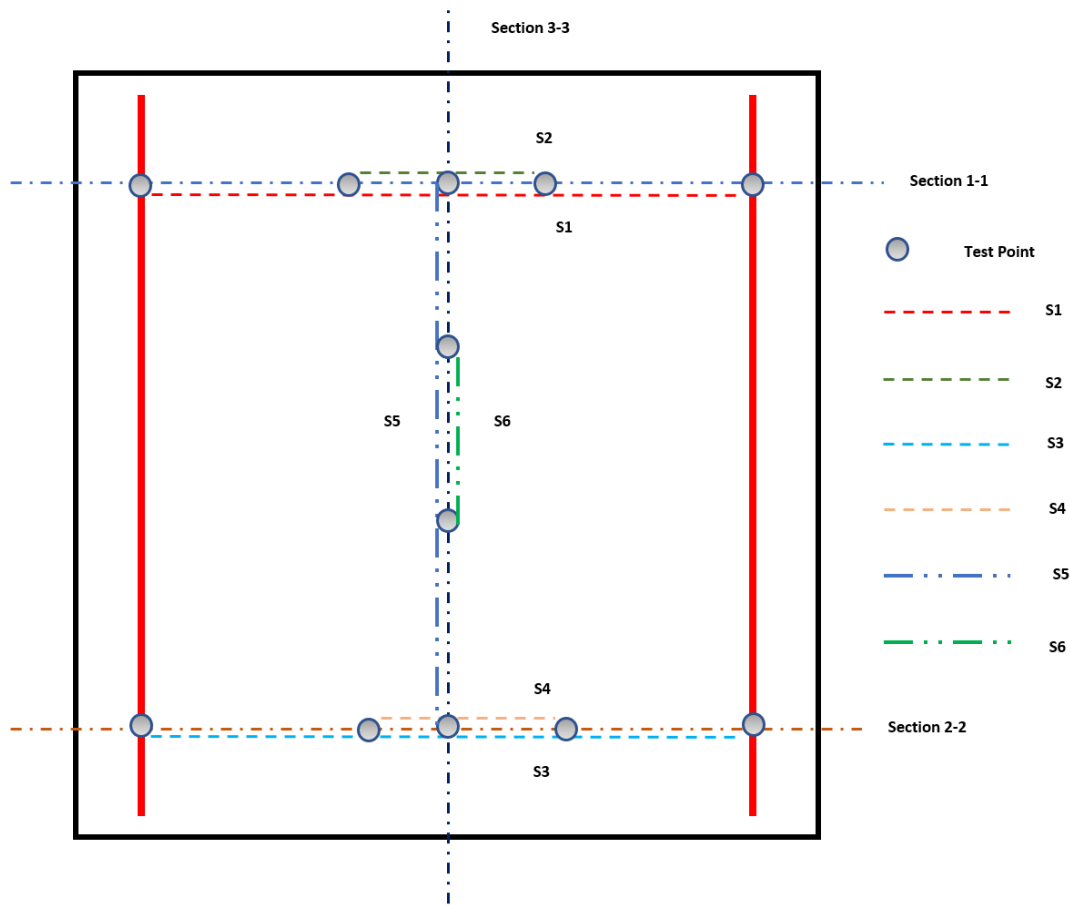 Section 3-3
S2
Section 1-1
S1
Test Point
S1
S2
S5
S6
S3
S4
S5
S6
S4
Section 2-2
S3